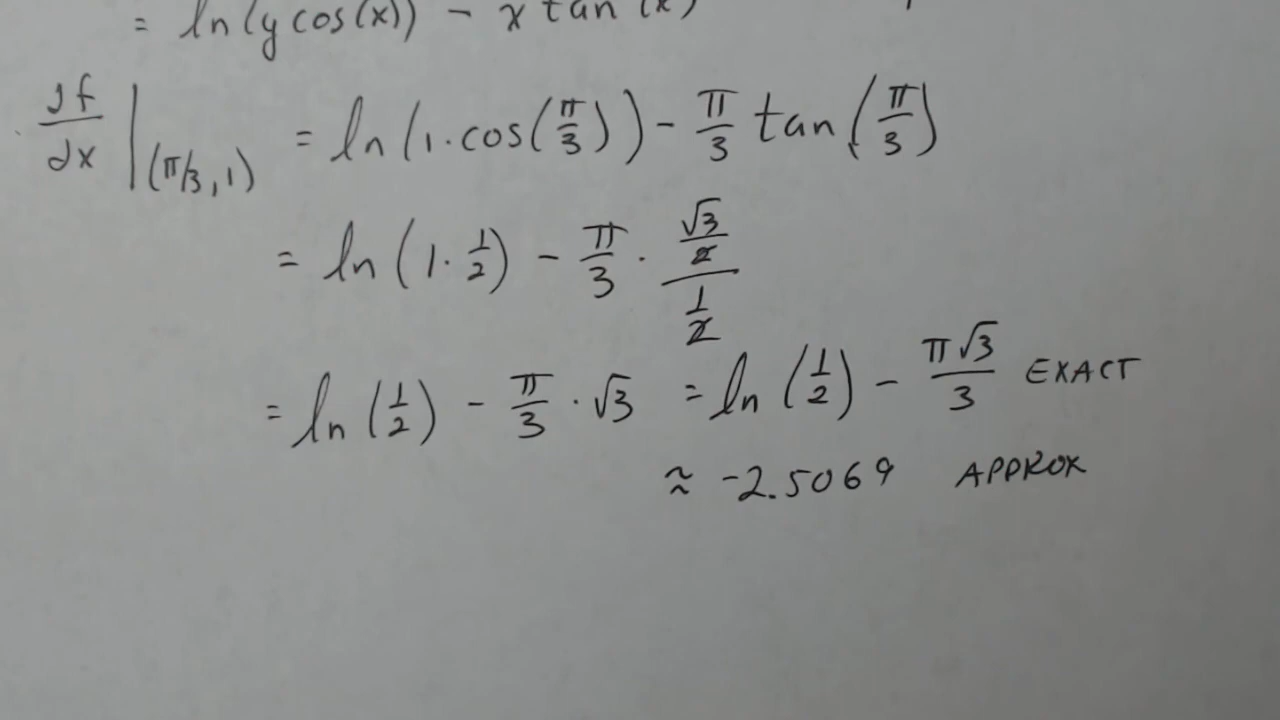 = ln(y cos(x)) - x tan(x)
∂f/∂x |(π/3, 1) = ln(1·cos(π/3)) - π/3 tan(π/3)
= ln(1·1/2) - π/3 · (√3/2)/(1/2)
= ln(1/2) - π/3 · √3 = ln(1/2) - π√3/3 EXACT
≈ -2.5069 APPROX